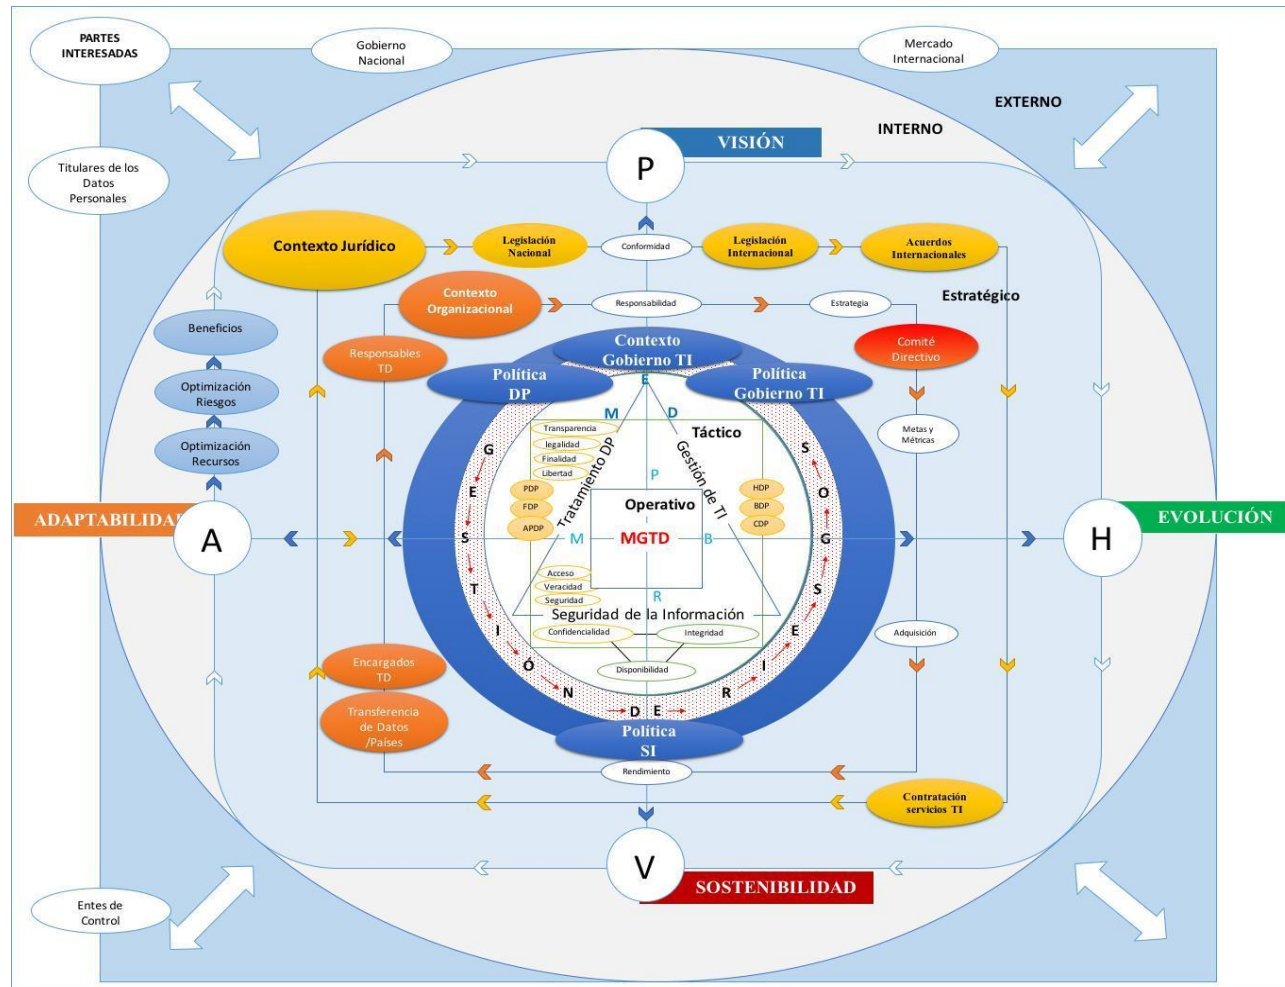 PARTES
INTERESADAS
Gobierno
Nacional
Mercado
Internacional
EXTERNO
INTERNO
Titulares de los
Datos
Personales
P
VISIÓN
Contexto Jurídico
Legislación
Nacional
Conformidad
Legislación
Internacional
Acuerdos
Internacionales
Estratégico
Contexto
Organizacional
Responsabilidad
Estrategia
Beneficios
Responsables
TD
Comité
Directivo
Contexto
Gobierno TI
Política
DP
Política
Gobierno TI
Optimización
Riesgos
Optimización
Recursos
Metas y
Métricas
E
M
D
Táctico
Transparencia
legalidad
Finalidad
Libertad
Tratamiento DP
Gestión de TI
P
PDP
FDP
APDP
HDP
BDP
CDP
Operativo
MGTD
M
B
R
ADAPTABILIDA
A
H
EVOLUCIÓN
Acceso
Veracidad
Seguridad
Seguridad de la Información
Confidencialidad
Integridad
Disponibilidad
GESTIÓN DE RIESGOS
Adquisición
Encargados
TD
Transferencia
de Datos
/Países
Política
SI
Rendimiento
Contratación
servicios TI
V
SOSTENIBILIDAD
Entes de
Control